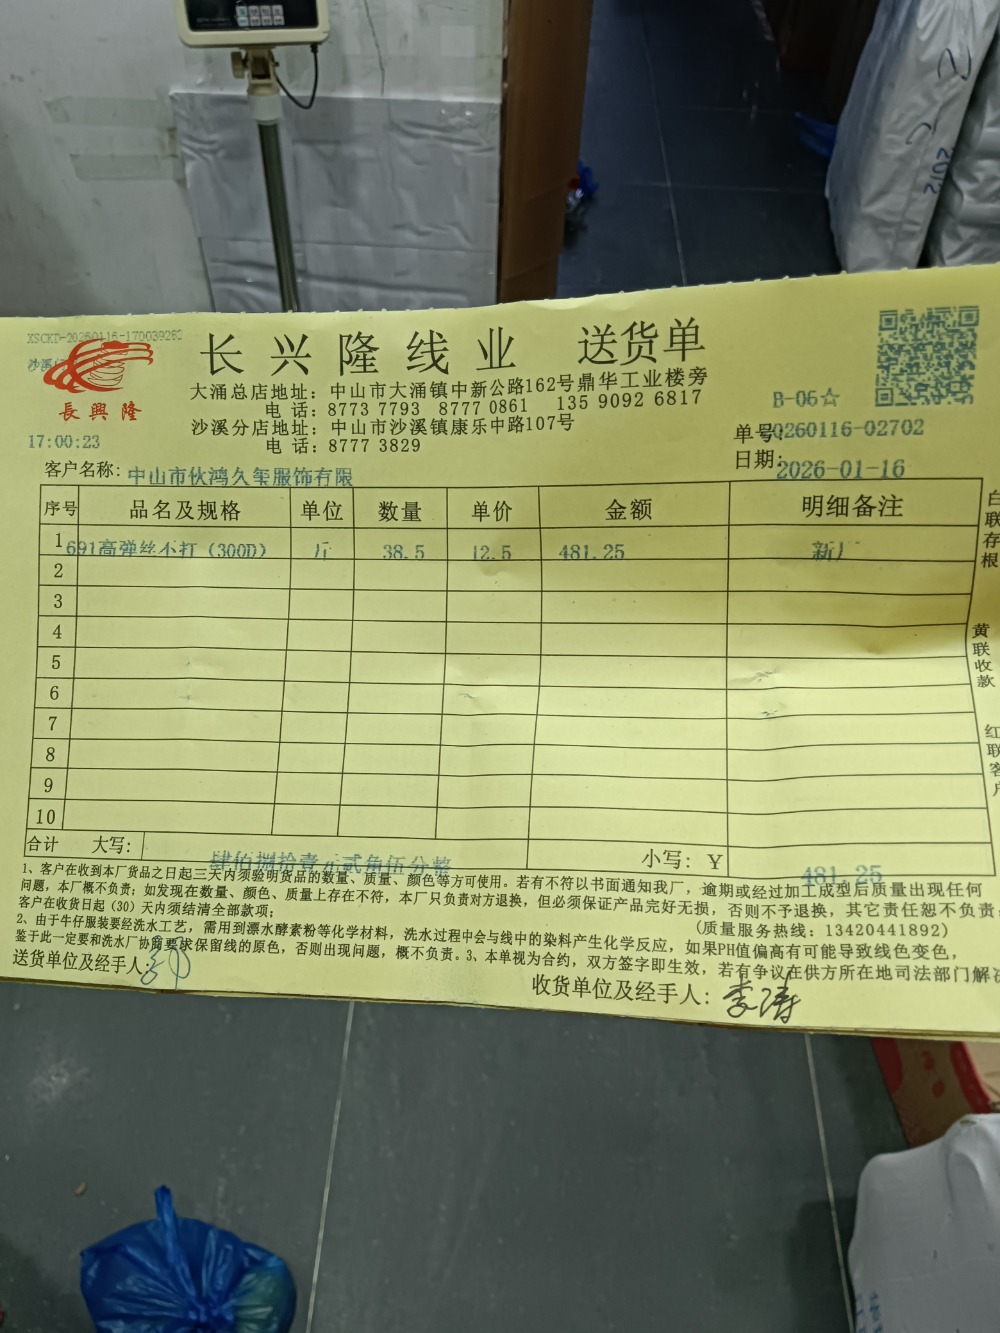 XSCKD-20260116-170039262
长兴隆线业 送货单
長興隆
大涌总店地址：中山市大涌镇中新公路162号鼎华工业楼旁
电 话：8773 7793 8777 0861 135 9092 6817
沙溪分店地址：中山市沙溪镇康乐中路107号
电 话：8777 3829
B-06☆
17:00:23
单号:20260116-02702
日期:2026-01-16
客户名称:中山市伙鸿久玺服饰有限
序号 品名及规格 单位 数量 单价 金额 明细备注
1 691高弹丝不打（300D） 斤 38.5 12.5 481.25 新厂
2
3
4
5
6
7
8
9
10
合计 大写: 肆佰捌拾壹元贰角伍分整 小写: ￥ 481.25
白联存根
黄联收款
红联客户
1、客户在收到本厂货品之日起三天内须验明货品的数量、质量、颜色等方可使用。若有不符以书面通知我厂，逾期或经过加工成型后质量出现任何
问题，本厂概不负责；如发现在数量、颜色、质量上存在不符，本厂只负责对方退换，但必须保证产品完好无损，否则不予退换，其它责任恕不负责；
客户在收货日起（30）天内须结清全部款项；
(质量服务热线：13420441892)
2、由于牛仔服装要经洗水工艺，需用到漂水酵素粉等化学材料，洗水过程中会与线中的染料产生化学反应，如果PH值偏高有可能导致线色变色，
鉴于此一定要和洗水厂协商要求保留线的原色，否则出现问题，概不负责。3、本单视为合约，双方签字即生效，若有争议在供方所在地司法部门解决
送货单位及经手人:
收货单位及经手人：李涛